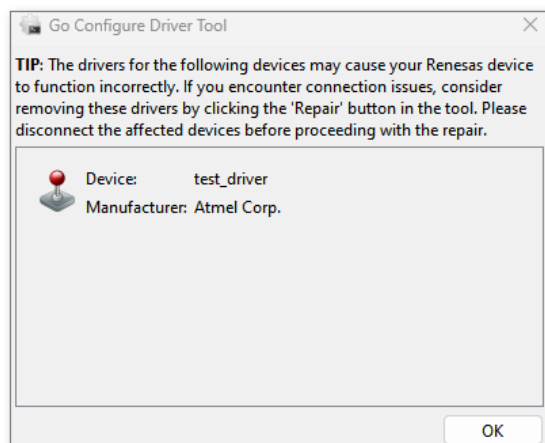 Go Configure Driver Tool
TIP: The drivers for the following devices may cause your Renesas device
to function incorrectly. If you encounter connection issues, consider
removing these drivers by clicking the 'Repair' button in the tool. Please
disconnect the affected devices before proceeding with the repair.
Device: test_driver
Manufacturer: Atmel Corp.
OK